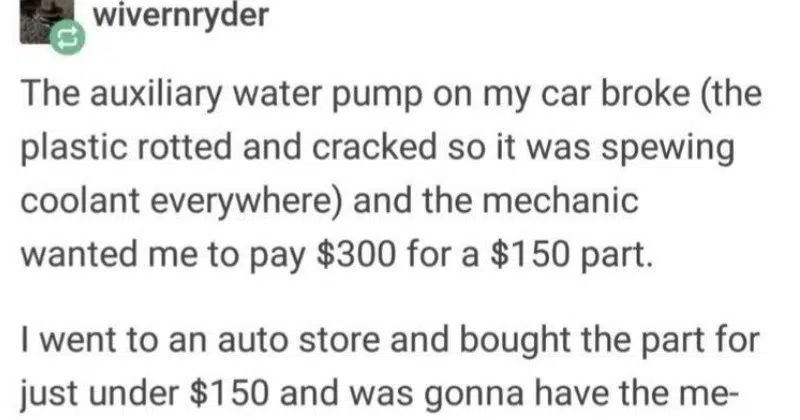 wivernryder
The auxiliary water pump on my car broke (the
plastic rotted and cracked so it was spewing
coolant everywhere) and the mechanic
wanted me to pay $300 for a $150 part.
I went to an auto store and bought the part for
just under $150 and was gonna have the me-